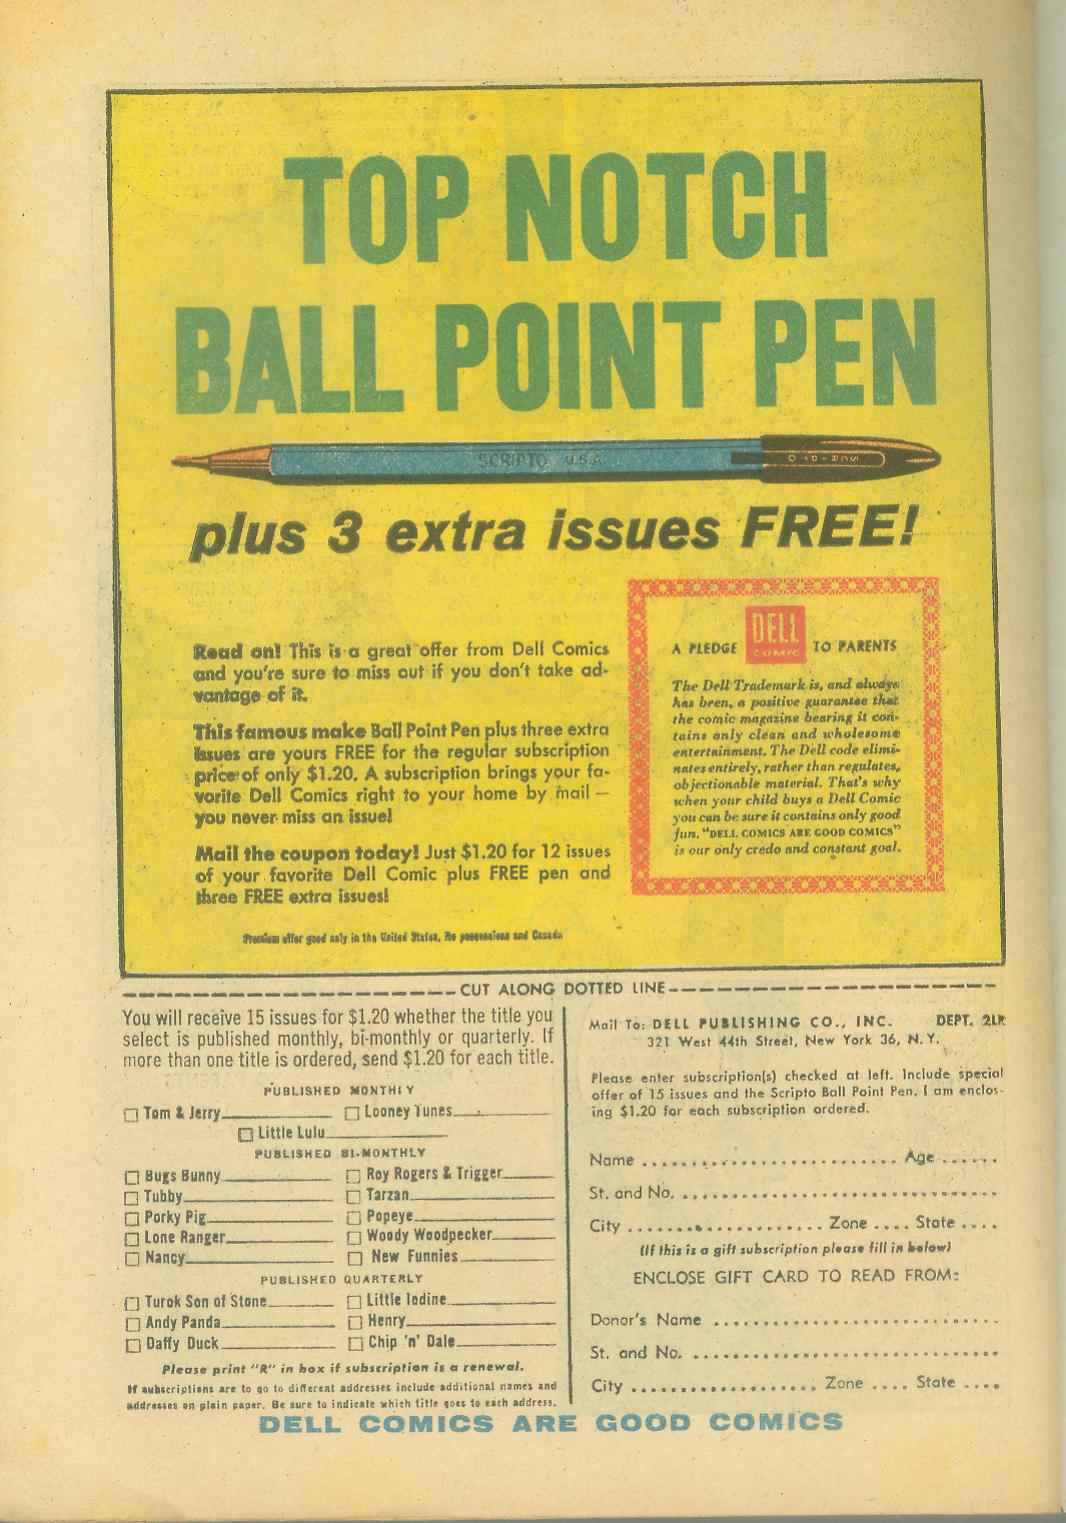 TOP NOTCH
BALL POINT PEN
SCRIPTO U.S.A.
plus 3 extra issues FREE!
Read on! This is a great offer from Dell Comics
and you're sure to miss out if you don't take ad-
vantage of it.
This famous make Ball Point Pen plus three extra
issues are yours FREE for the regular subscription
price of only $1.20. A subscription brings your fa-
vorite Dell Comics right to your home by mail —
you never miss an issue!
Mail the coupon today! Just $1.20 for 12 issues
of your favorite Dell Comic plus FREE pen and
three FREE extra issues!
Premium offer good only in the United States, its possessions and Canada
A PLEDGE DELL COMIC TO PARENTS
The Dell Trademark is, and always
has been, a positive guarantee that
the comic magazine bearing it con-
tains only clean and wholesome
entertainment. The Dell code elimi-
nates entirely, rather than regulates,
objectionable material. That's why
when your child buys a Dell Comic
you can be sure it contains only good
fun. "DELL COMICS ARE GOOD COMICS"
is our only credo and constant goal.
CUT ALONG DOTTED LINE
You will receive 15 issues for $1.20 whether the title you
select is published monthly, bi-monthly or quarterly. If
more than one title is ordered, send $1.20 for each title.
PUBLISHED MONTHLY
Tom & Jerry Looney Tunes
Little Lulu
PUBLISHED BI-MONTHLY
Bugs Bunny Roy Rogers & Trigger
Tubby Tarzan
Porky Pig Popeye
Lone Ranger Woody Woodpecker
Nancy New Funnies
PUBLISHED QUARTERLY
Turok Son of Stone Little Iodine
Andy Panda Henry
Daffy Duck Chip 'n' Dale
Please print "R" in box if subscription is a renewal.
If subscriptions are to go to different addresses include additional names and
addresses on plain paper. Be sure to indicate which title goes to each address.
Mail To: DELL PUBLISHING CO., INC. DEPT. 2LR
321 West 44th Street, New York 36, N.Y.
Please enter subscription(s) checked at left. Include special
offer of 15 issues and the Scripto Ball Point Pen. I am enclos-
ing $1.20 for each subscription ordered.
Name .......................... Age ......
St. and No. ................................
City .................... Zone .... State ....
(If this is a gift subscription please fill in below)
ENCLOSE GIFT CARD TO READ FROM:
Donor's Name .............................
St. and No. ...............................
City ................... Zone .... State ....
DELL COMICS ARE GOOD COMICS